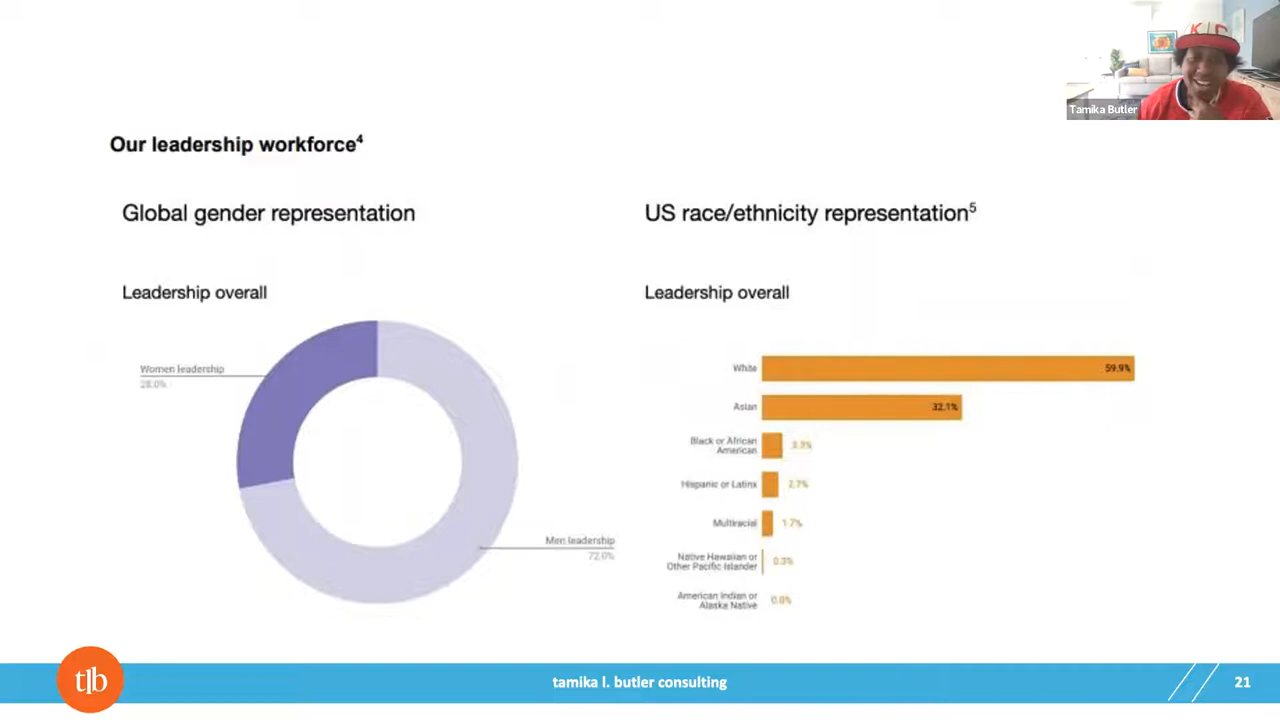 Tamika Butler
Our leadership workforce⁴
Global gender representation
Leadership overall
Women leadership
28.0%
Men leadership
72.0%
US race/ethnicity representation⁵
Leadership overall
White
59.9%
Asian
32.1%
Black or African
American
3.3%
Hispanic or Latinx
2.7%
Multiracial
1.7%
Native Hawaiian or
Other Pacific Islander
0.3%
American Indian or
Alaska Native
0.0%
tlb
tamika l. butler consulting
21